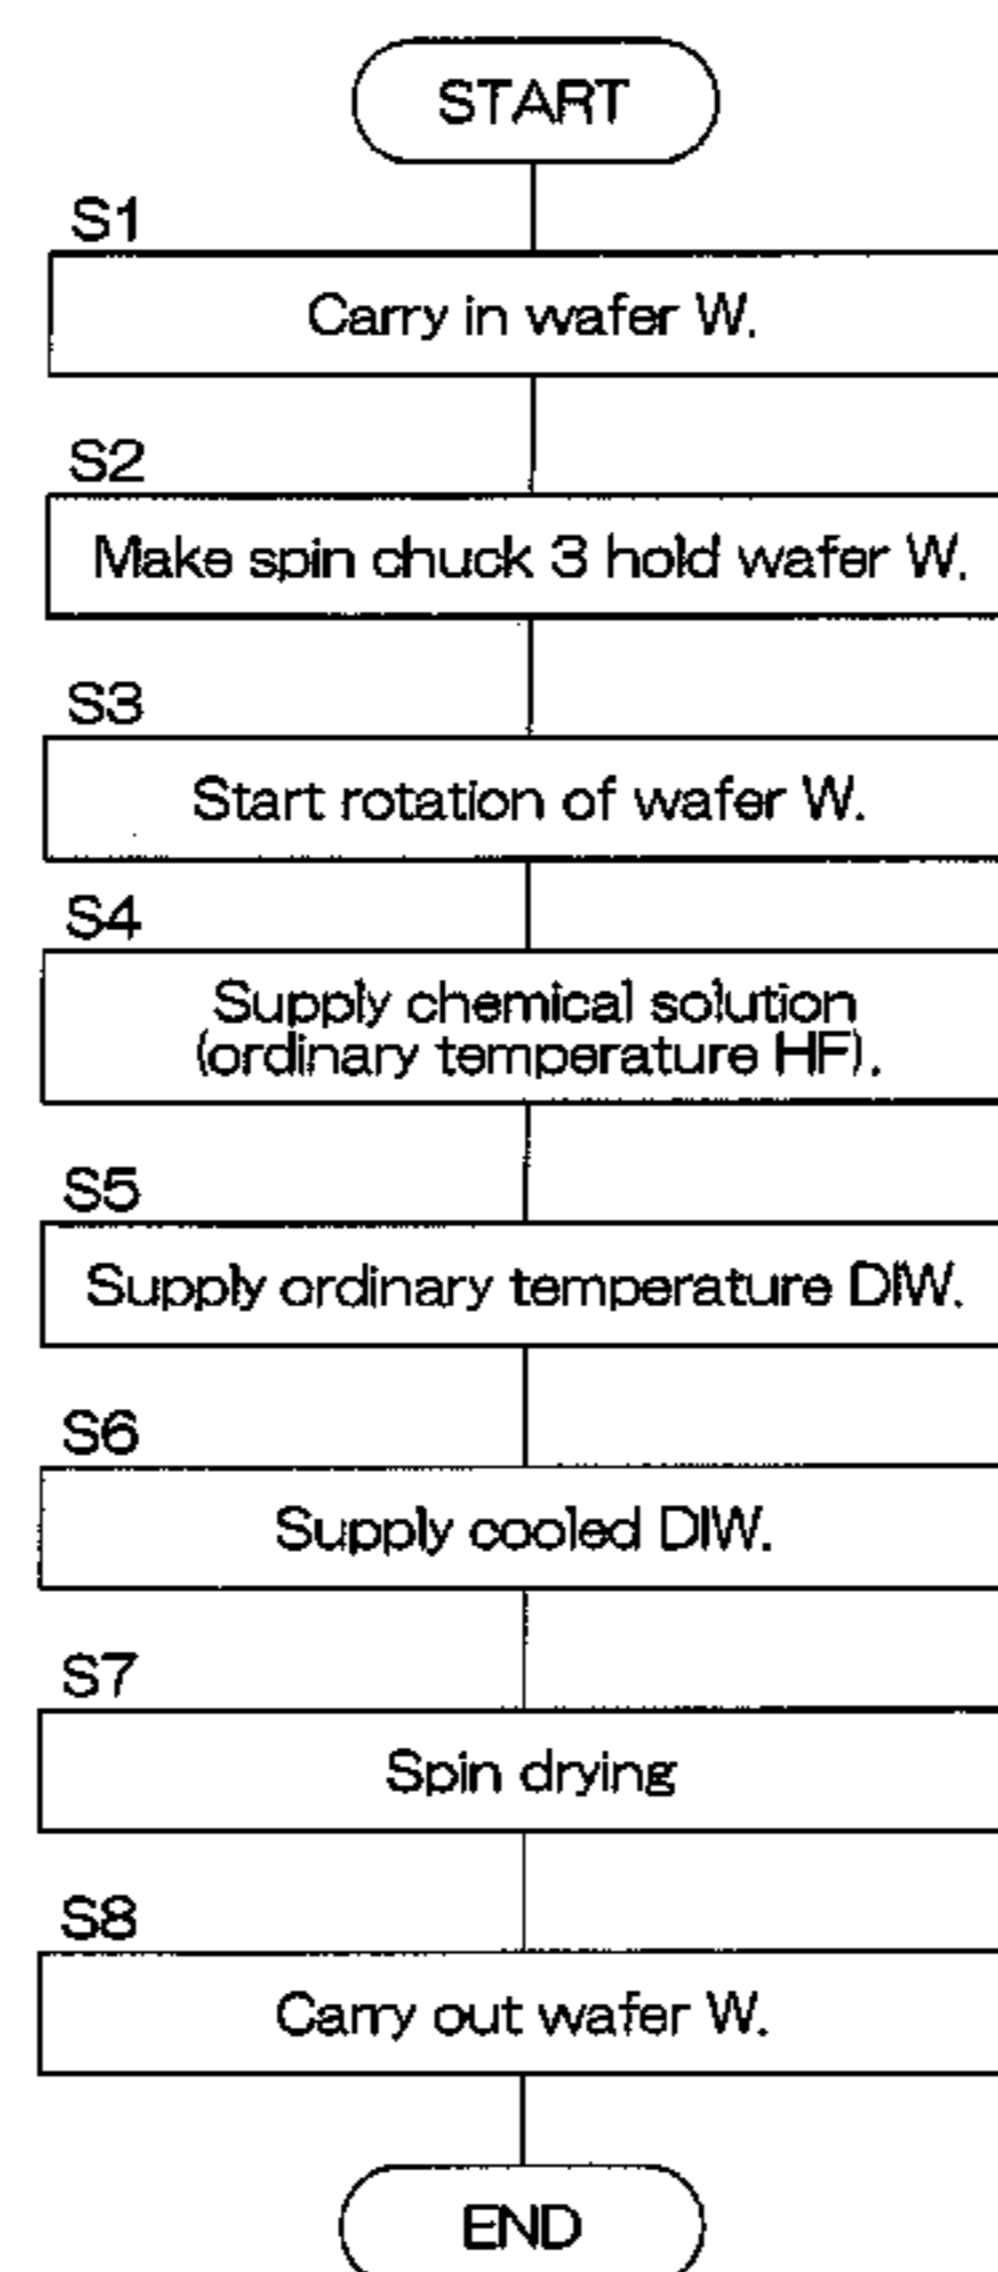 START
S1
Carry in wafer W.
S2
Make spin chuck 3 hold wafer W.
S3
Start rotation of wafer W.
S4
Supply chemical solution
(ordinary temperature HF).
S5
Supply ordinary temperature DIW.
S6
Supply cooled DIW.
S7
Spin drying
S8
Carry out wafer W.
END